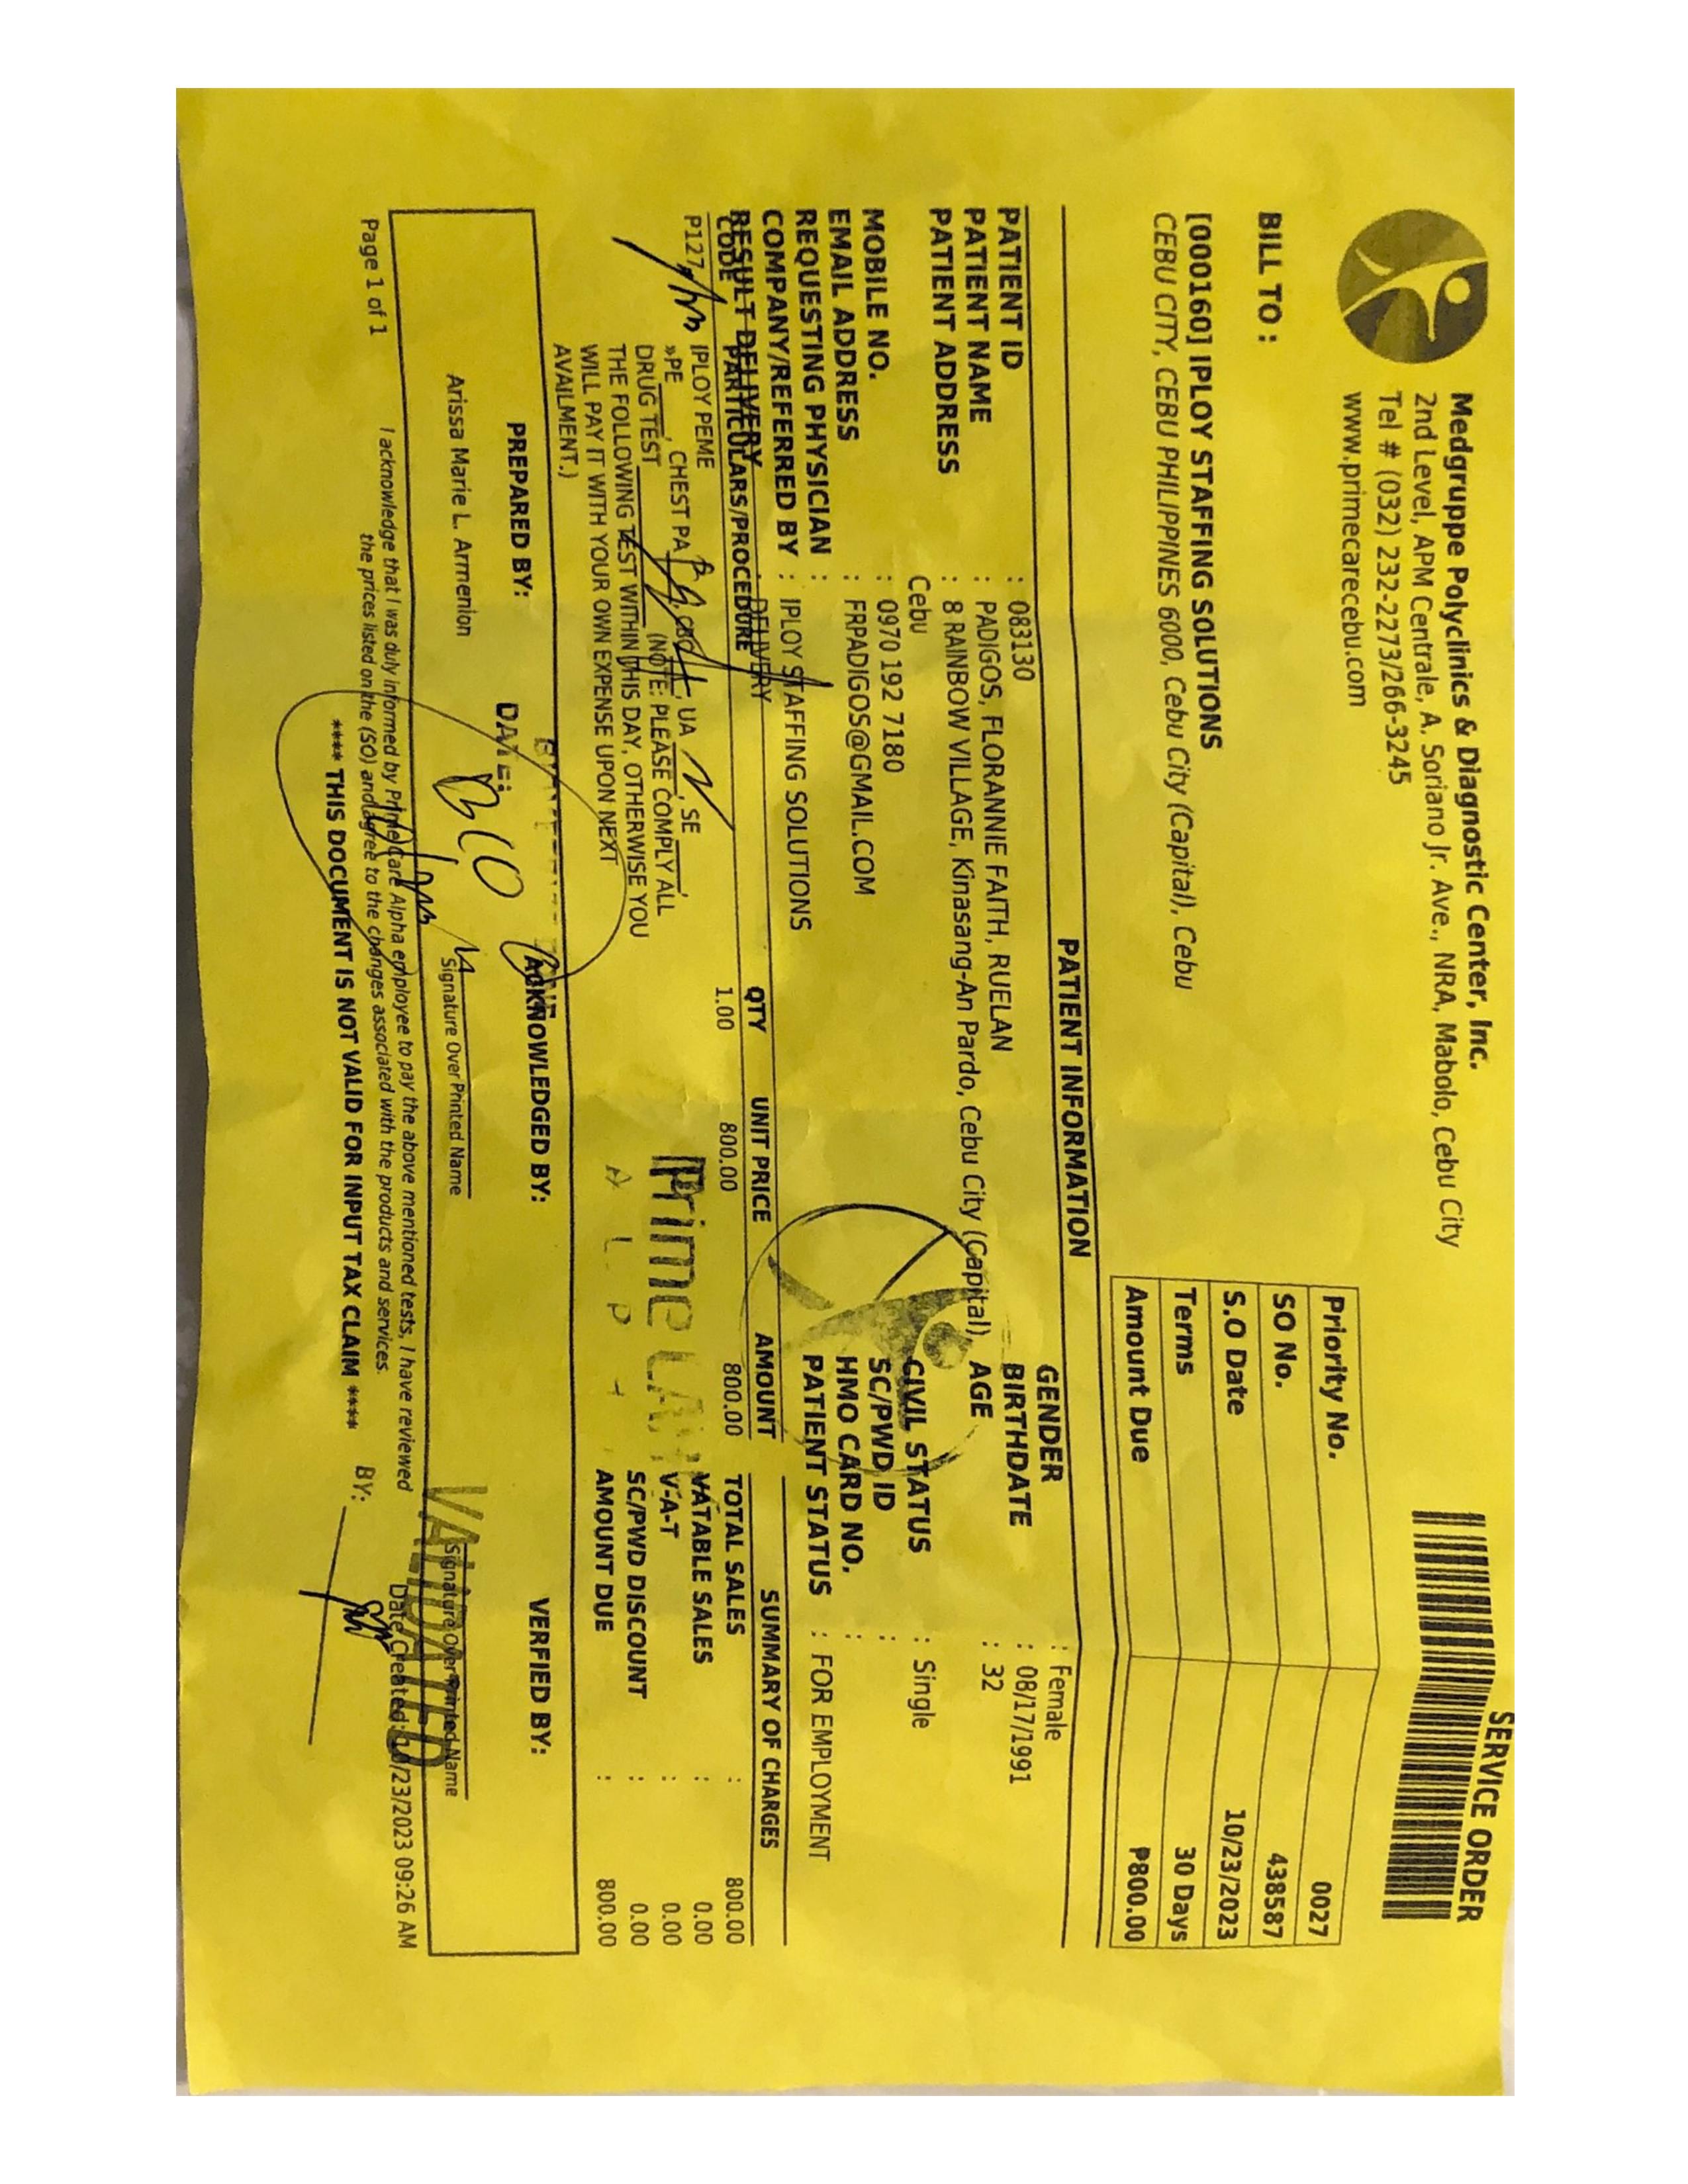 SERVICE ORDER
Medgruppe Polyclinics & Diagnostic Center, Inc.
2nd Level, APM Centrale, A. Soriano Jr. Ave., NRA, Mabolo, Cebu City
Tel # (032) 232-2273/266-3245
www.primecarecebu.com
Priority No. 0027
SO No. 438587
S.O Date 10/23/2023
Terms 30 Days
Amount Due ₱800.00
BILL TO :
[000160] IPLOY STAFFING SOLUTIONS
CEBU CITY, CEBU PHILIPPINES 6000, Cebu City (Capital), Cebu
PATIENT INFORMATION
PATIENT ID : 083130
PATIENT NAME : PADIGOS, FLORANNIE FAITH, RUELAN
PATIENT ADDRESS : 8 RAINBOW VILLAGE, Kinasang-An Pardo, Cebu City (Capital),
Cebu
MOBILE NO. : 0970 192 7180
EMAIL ADDRESS : FRPADIGOS@GMAIL.COM
REQUESTING PHYSICIAN :
COMPANY/REFERRED BY : IPLOY STAFFING SOLUTIONS
RESULT DELIVERY : DELIVERY
GENDER : Female
BIRTHDATE : 08/17/1991
AGE : 32
CIVIL STATUS : Single
SC/PWD ID :
HMO CARD NO. :
PATIENT STATUS : FOR EMPLOYMENT
CODE PARTICULARS/PROCEDURE QTY UNIT PRICE AMOUNT
P127 IPLOY PEME 1.00 800.00 800.00
»PE , CHEST PA , CBC , UA , SE ,
DRUG TEST (NOTE: PLEASE COMPLY ALL
THE FOLLOWING TEST WITHIN THIS DAY, OTHERWISE YOU
WILL PAY IT WITH YOUR OWN EXPENSE UPON NEXT
AVAILMENT.)
SUMMARY OF CHARGES
TOTAL SALES : 800.00
VATABLE SALES : 0.00
V-A-T : 0.00
SC/PWD DISCOUNT : 0.00
AMOUNT DUE : 800.00
Prime
PREPARED BY:
Arissa Marie L. Armenion
DATE:
ACKNOWLEDGED BY:
Signature Over Printed Name
VERIFIED BY:
Signature Over Printed Name
VALIDATED
I acknowledge that I was duly informed by Prime Care Alpha employee to pay the above mentioned tests, I have reviewed
the prices listed on the (SO) and agree to the changes associated with the products and services.
Date Created: 10/23/2023 09:26 AM
BY:
Page 1 of 1
**** THIS DOCUMENT IS NOT VALID FOR INPUT TAX CLAIM ****